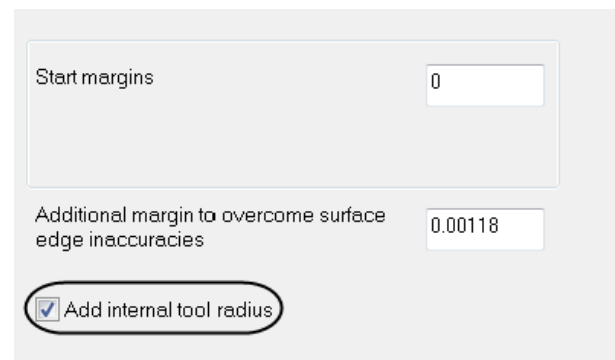 Start margins
0
Additional margin to overcome surface
edge inaccuracies
0.00118
Add internal tool radius